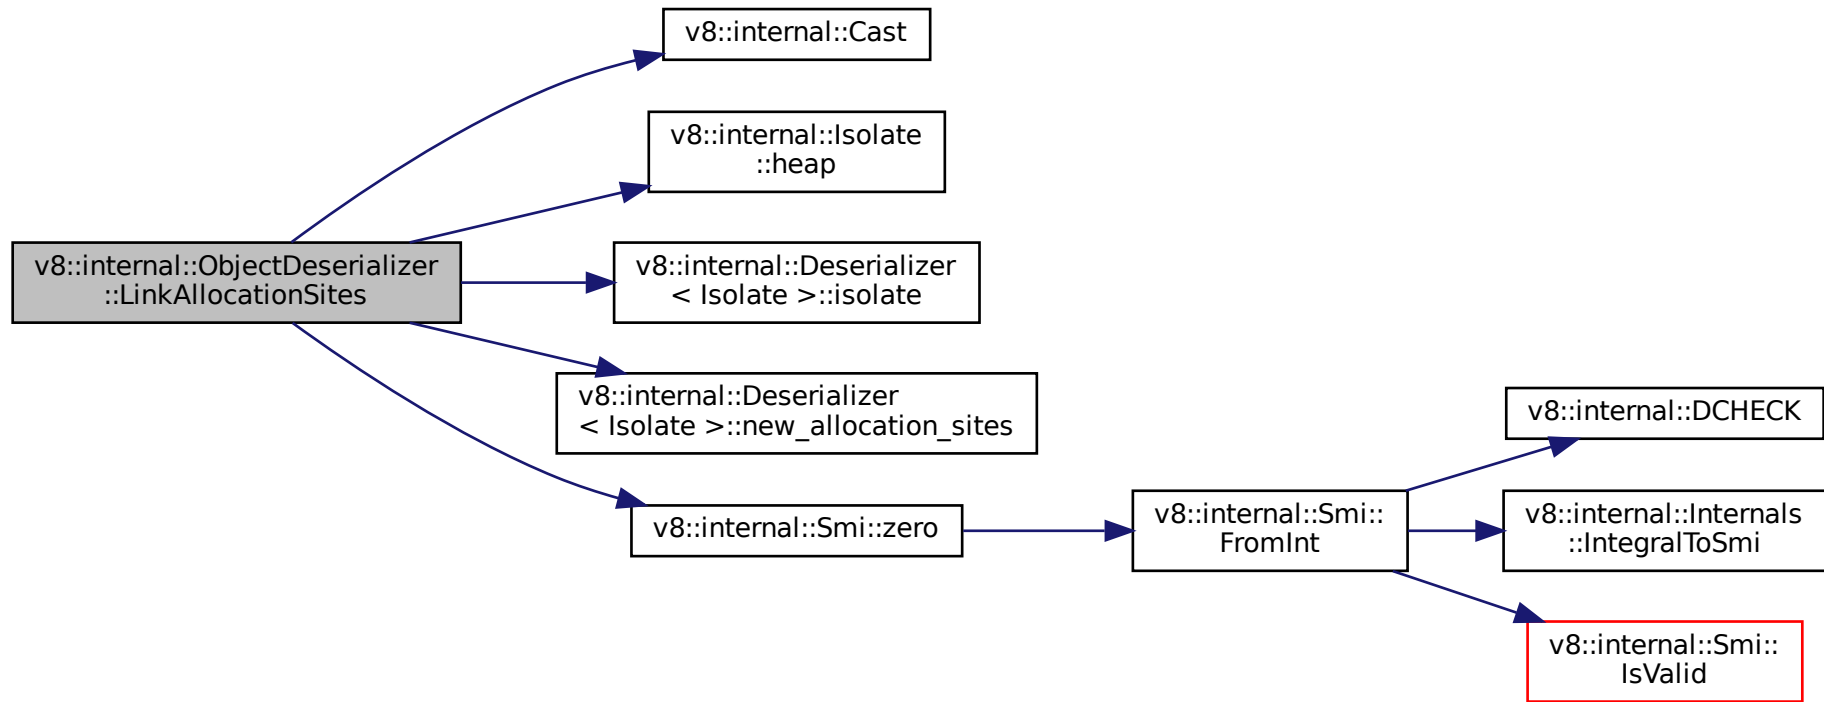 v8::internal::Cast
v8::internal::Isolate
::heap
v8::internal::ObjectDeserializer
::LinkAllocationSites
v8::internal::Deserializer
< Isolate >::isolate
v8::internal::Deserializer
< Isolate >::new_allocation_sites
v8::internal::Smi::zero
v8::internal::Smi::
FromInt
v8::internal::DCHECK
v8::internal::Internals
::IntegralToSmi
v8::internal::Smi::
IsValid